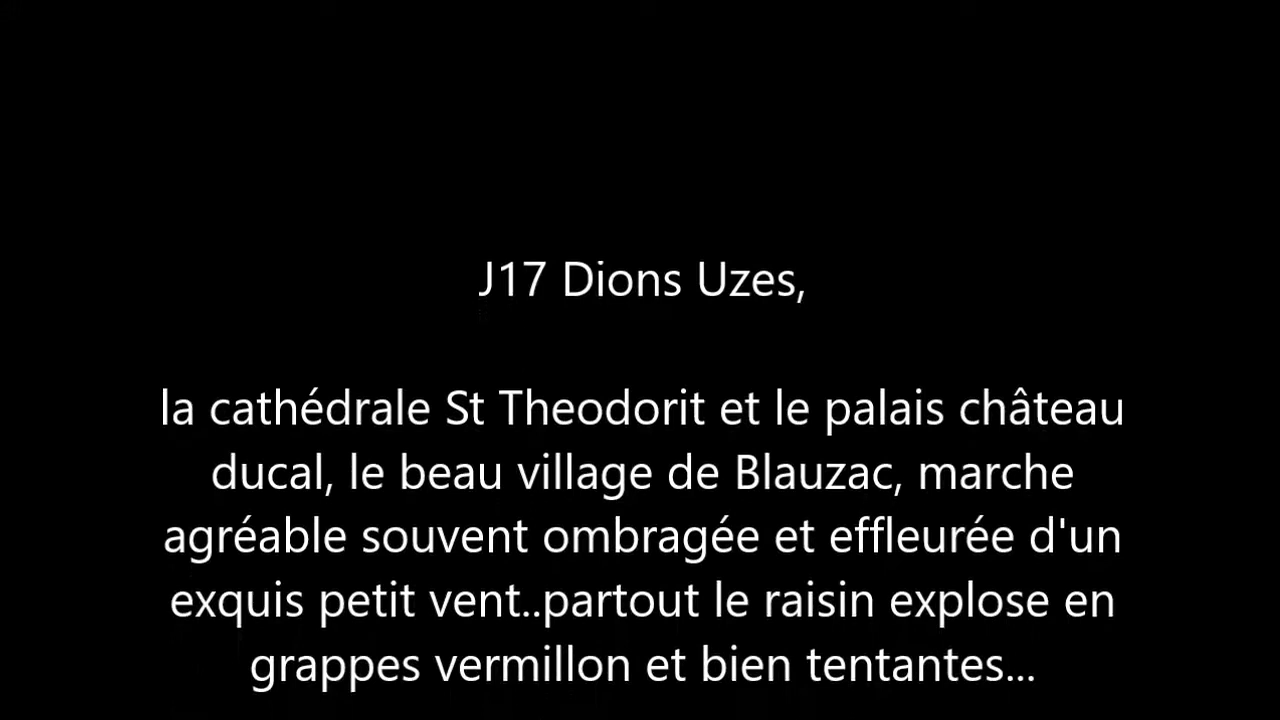 J17 Dions Uzes,
la cathédrale St Theodorit et le palais château
ducal, le beau village de Blauzac, marche
agréable souvent ombragée et effleurée d'un
exquis petit vent..partout le raisin explose en
grappes vermillon et bien tentantes...